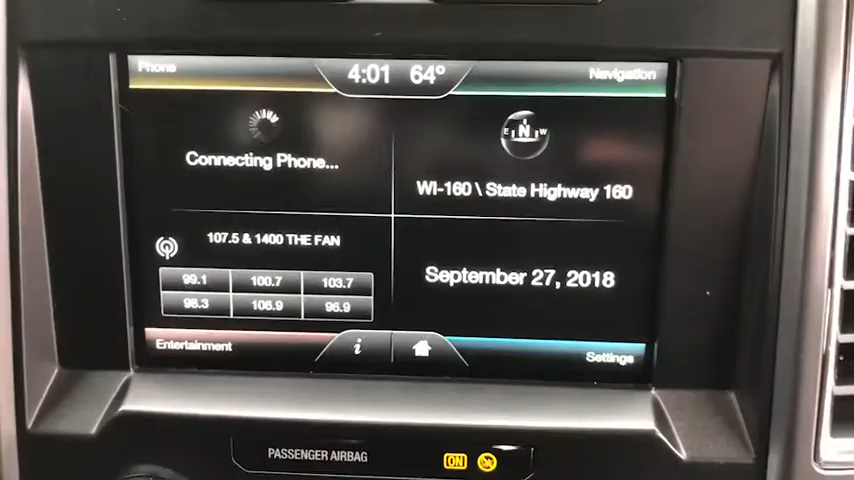 Phone
4:01 64°
Navigation
Connecting Phone...
E N W
WI-160 \ State Highway 160
107.5 & 1400 THE FAN
99.1 100.7 103.7
98.3 106.9 96.9
September 27, 2018
Entertainment
i
Settings
PASSENGER AIRBAG
ON